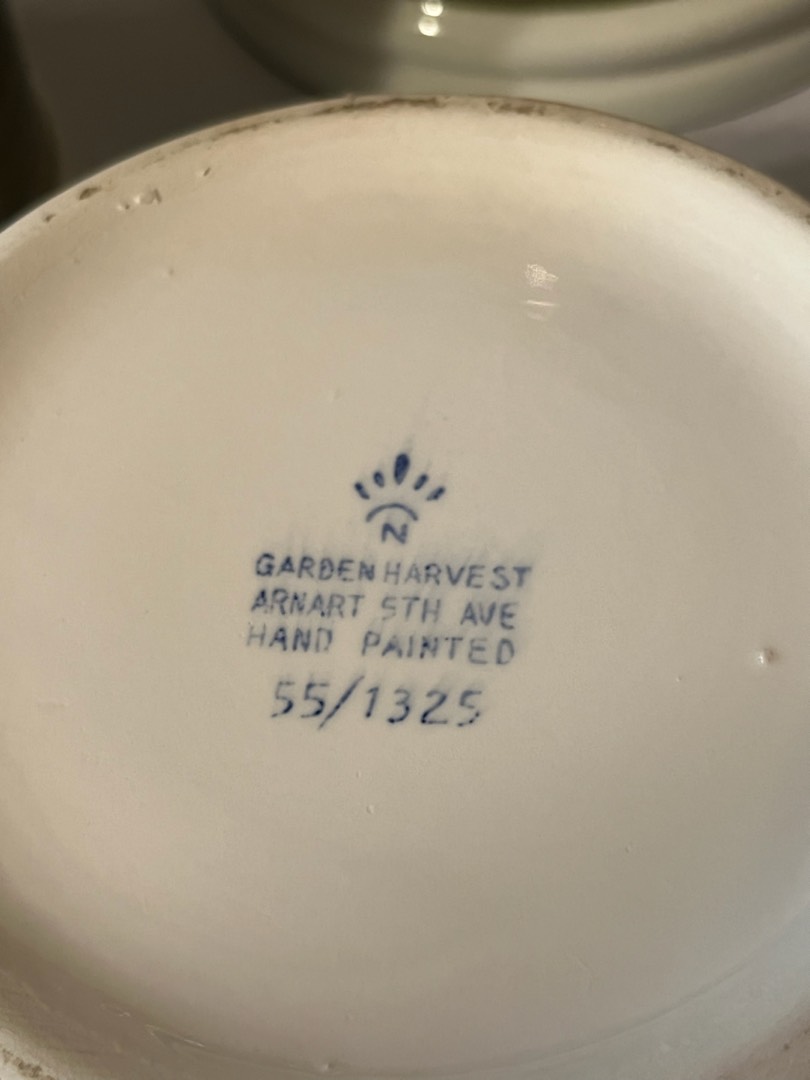 N
GARDEN HARVEST
ARNART 5TH AVE
HAND PAINTED
55/1325